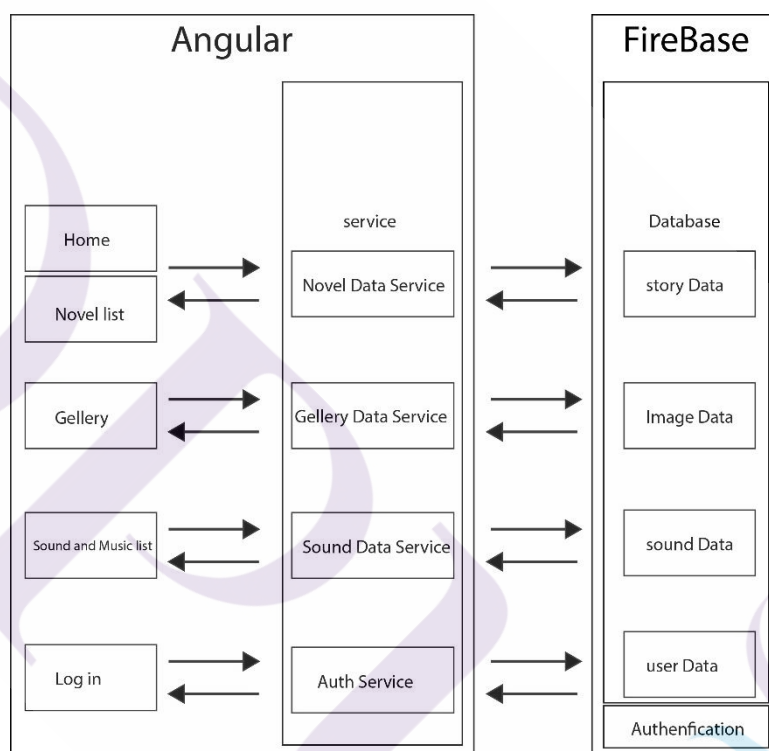 Angular
FireBase
service
Database
Home
Novel list
Novel Data Service
story Data
Gellery
Gellery Data Service
Image Data
Sound and Music list
Sound Data Service
sound Data
Log in
Auth Service
user Data
Authenfication